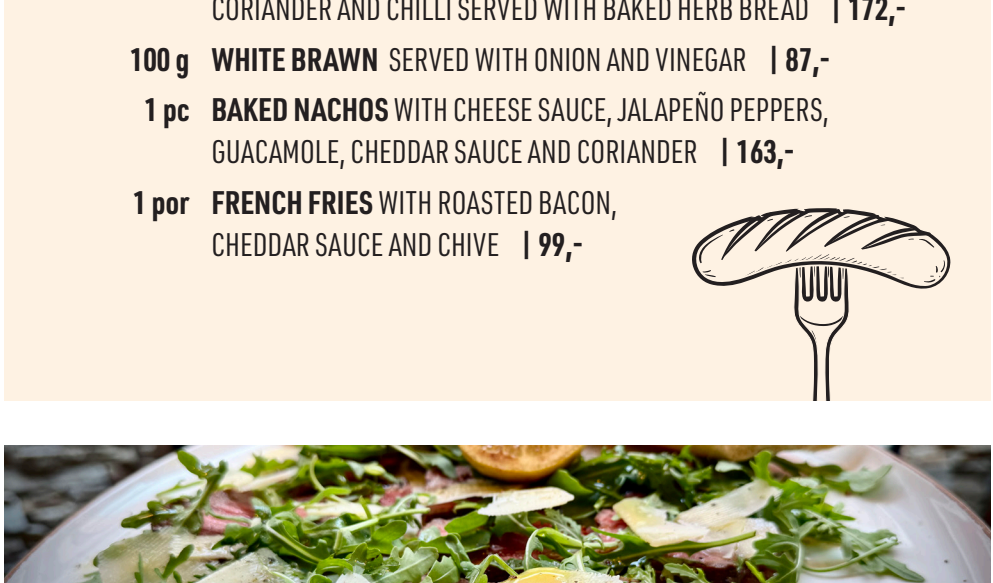 CORIANDER AND CHILLI SERVED WITH BAKED HERB BREAD | 172,-
100 g WHITE BRAWN SERVED WITH ONION AND VINEGAR | 87,-
1 pc BAKED NACHOS WITH CHEESE SAUCE, JALAPEÑO PEPPERS,
GUACAMOLE, CHEDDAR SAUCE AND CORIANDER | 163,-
1 por FRENCH FRIES WITH ROASTED BACON,
CHEDDAR SAUCE AND CHIVE | 99,-